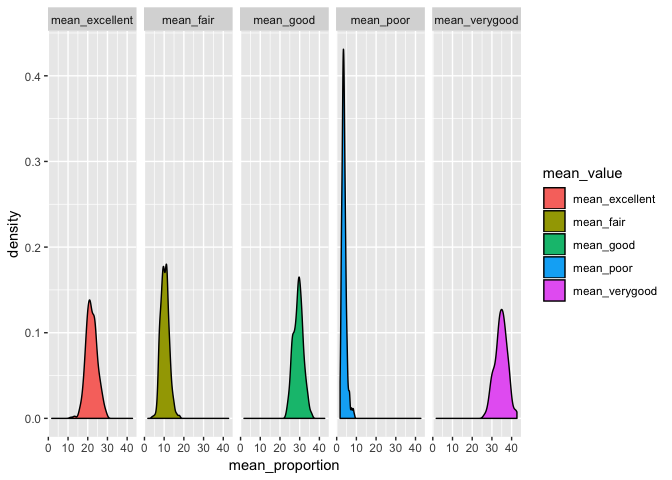 mean_excellent mean_fair mean_good mean_poor mean_verygood
0.4
0.3
0.2
0.1
0.0
density
0 10 20 30 40 0 10 20 30 40 0 10 20 30 40 0 10 20 30 40 0 10 20 30 40
mean_proportion
mean_value
mean_excellent
mean_fair
mean_good
mean_poor
mean_verygood